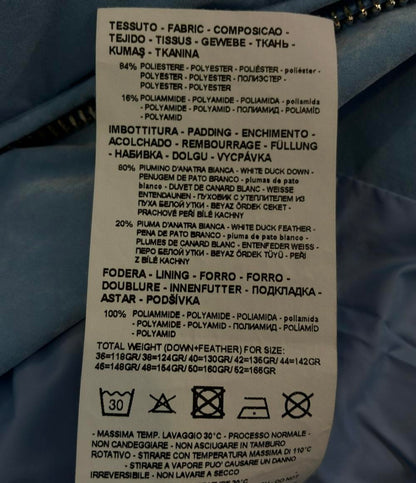 TESSUTO - FABRIC - COMPOSICAO -
TEJIDO - TISSUS - GEWEBE - ТКАНЬ -
KUMAŞ - TKANINA
84% POLIESTERE - POLYESTER - POLIÉSTER - poliéster -
POLYESTER - POLYESTER - ПОЛИЭСТЕР -
POLYESTER - POLYESTER
16% POLIAMMIDE - POLYAMIDE - POLIAMIDA - poliamida
- POLYAMIDE - POLYAMID - ПОЛИАМИД - POLİAMİD
- POLYAMID
IMBOTTITURA - PADDING - ENCHIMENTO -
ACOLCHADO - REMBOURRAGE - FÜLLUNG
- НАБИВКА - DOLGU - VYCPÁVKA
80% PIUMINO D'ANATRA BIANCA - WHITE DUCK DOWN -
PENUGEM DE PATO BRANCO - plumas de pato
blanco - DUVET DE CANARD BLANC - WEISSE
ENTENDAUNEN - ПУХОВИК С УТЕПЛИТЕЛЕМ ИЗ
ПУХА БЕЛОЙ УТКИ - BEYAZ ÖRDEK CEKET -
PRACHOVÉ PEŘÍ BÍLÉ KACHNY
20% PIUMA D'ANATRA BIANCA - WHITE DUCK FEATHER -
PENA DE PATO BRANCO - plumas de pato blanco -
PLUMES DE CANARD BLANC - ENTENFEDER WEISS
- ПЕРО БЕЛОЙ УТКИ - BEYAZ ÖRDEK TÜYÜ - PEŘÍ
Z BÍLÉ KACHNY
FODERA - LINING - FORRO - FORRO -
DOUBLURE - INNENFUTTER - ПОДКЛАДКА -
ASTAR - PODŠÍVKA
100% POLIAMMIDE - POLYAMIDE - POLIAMIDA - poliamida
- POLYAMIDE - POLYAMID - ПОЛИАМИД - POLİAMİD
- POLYAMID
TOTAL WEIGHT (DOWN+FEATHER) FOR SIZE:
36=118GR/ 38=124GR/ 40=130GR/ 42=136GR/ 44=142GR
46=148GR/ 48=154GR/ 50=160GR/ 52=166GR
30
- MASSIMA TEMP. LAVAGGIO 30°C - PROCESSO NORMALE -
NON CANDEGGIARE - NON ASCIUGARE IN TAMBURO
ROTATIVO - STIRARE CON TEMPERATURA MASSIMA DI 110°C
- STIRARE A VAPORE PUO' CAUSARE UN DANNO
IRREVERSIBILE - NON LAVARE A SECCO